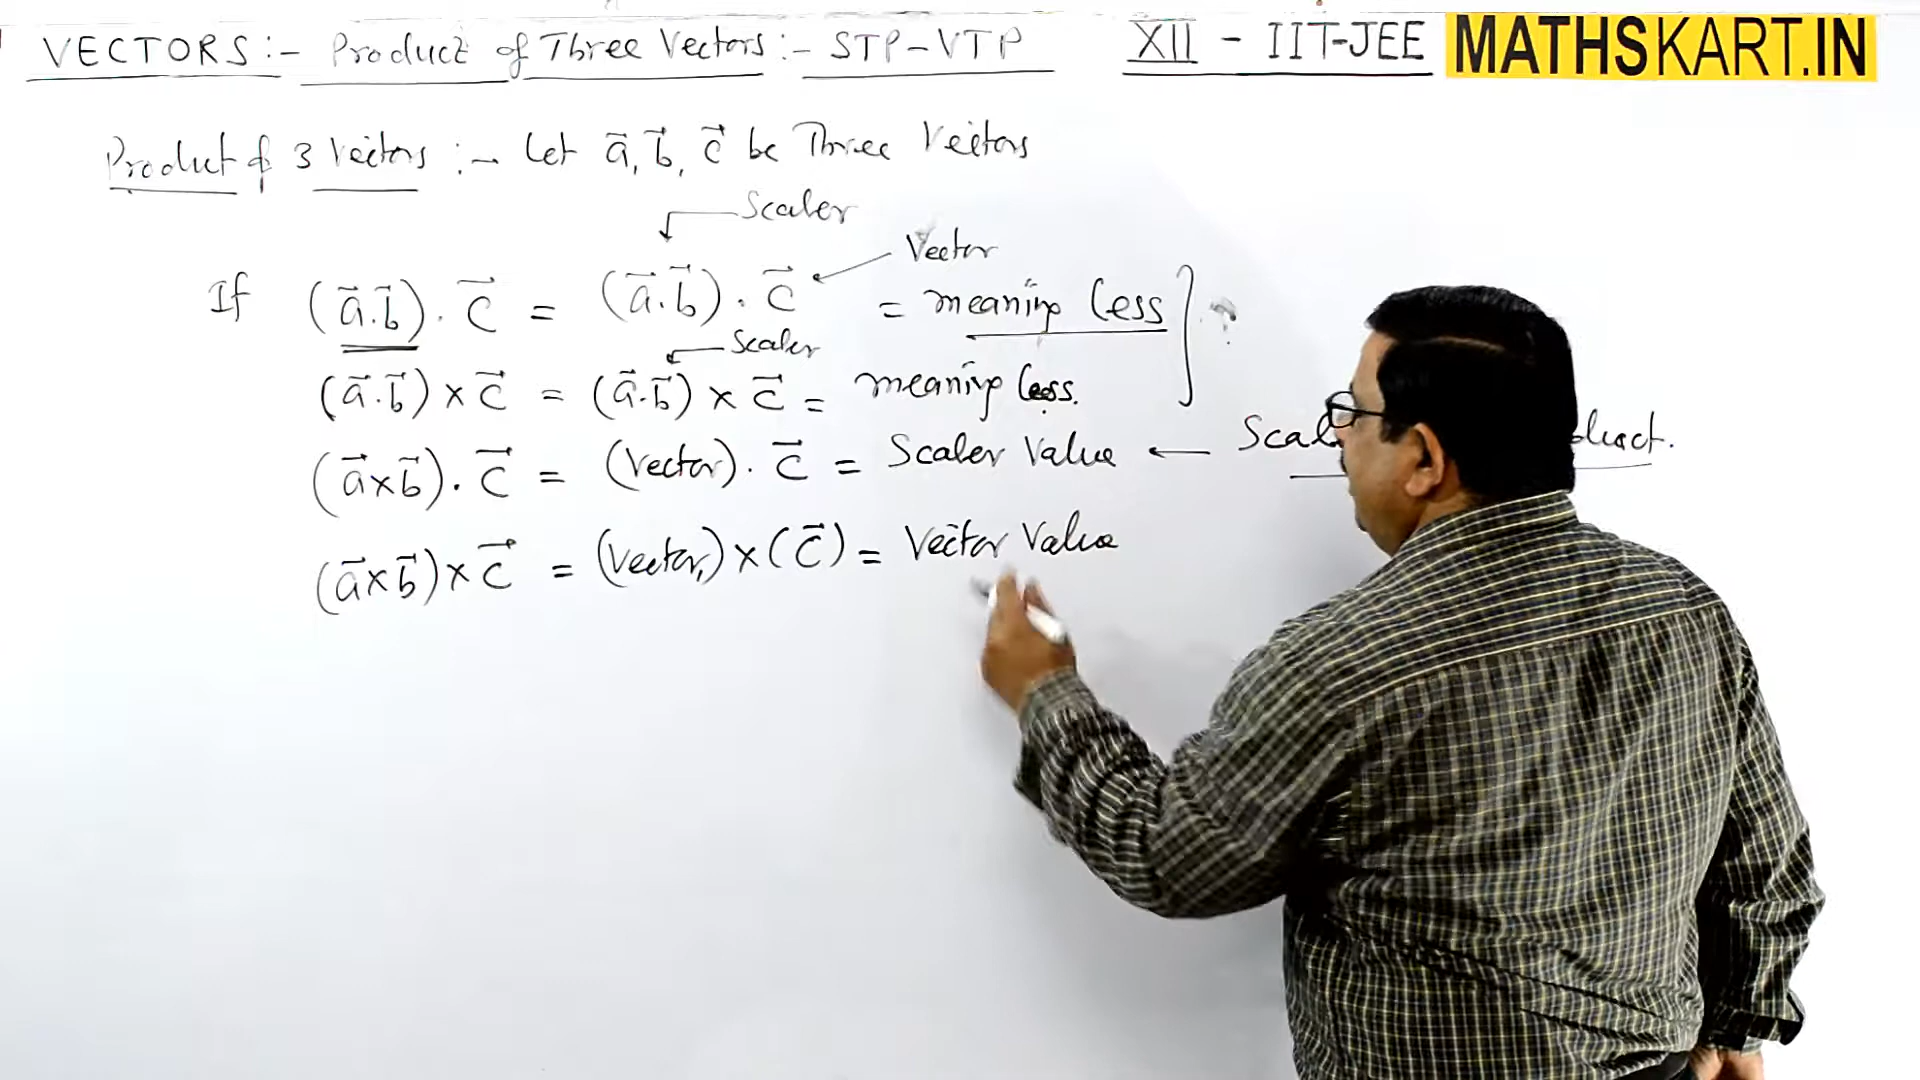 VECTORS :- Product of Three Vectors :- STP-VTP XII - IIT-JEE MATHSKART.IN
Product of 3 Vectors :- Let a⃗, b⃗, c⃗ be Three Vectors
Scaler
Vector
If (a⃗.b⃗). c⃗ = (a⃗.b⃗). c⃗ = meaning less } ?
Scaler
(a⃗.b⃗) × c⃗ = (a⃗.b⃗) × c⃗ = meaning less.
(a⃗×b⃗). c⃗ = (vector). c⃗ = Scaler Value ←
(a⃗×b⃗)×c⃗ = (vector,)×(c⃗) = Vector Value